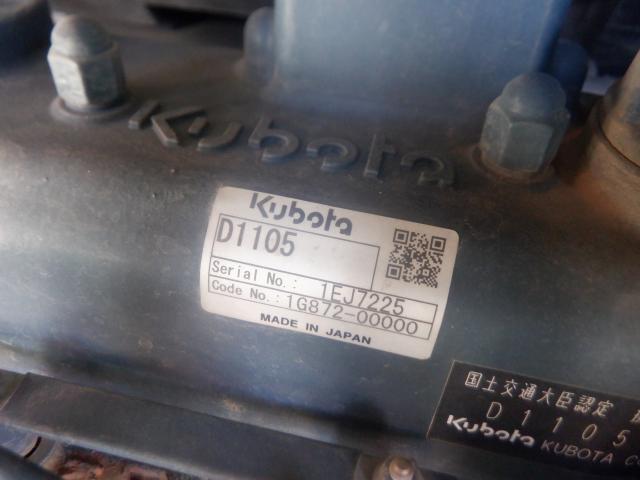 Kubota
Kubota
D1105
Serial No.: 1EJ7225
Code No.: 1G872-00000
MADE IN JAPAN
国土交通大臣認定
D1105
Kubota KUBOTA